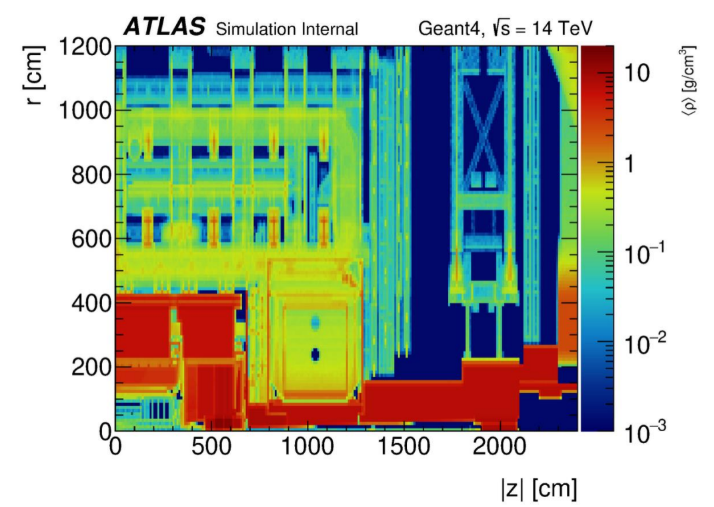 ATLAS Simulation Internal Geant4, √s = 14 TeV
r [cm]
1200
1000
800
600
400
200
0
0 500 1000 1500 2000
|z| [cm]
⟨ρ⟩ [g/cm³]
10
1
10⁻¹
10⁻²
10⁻³